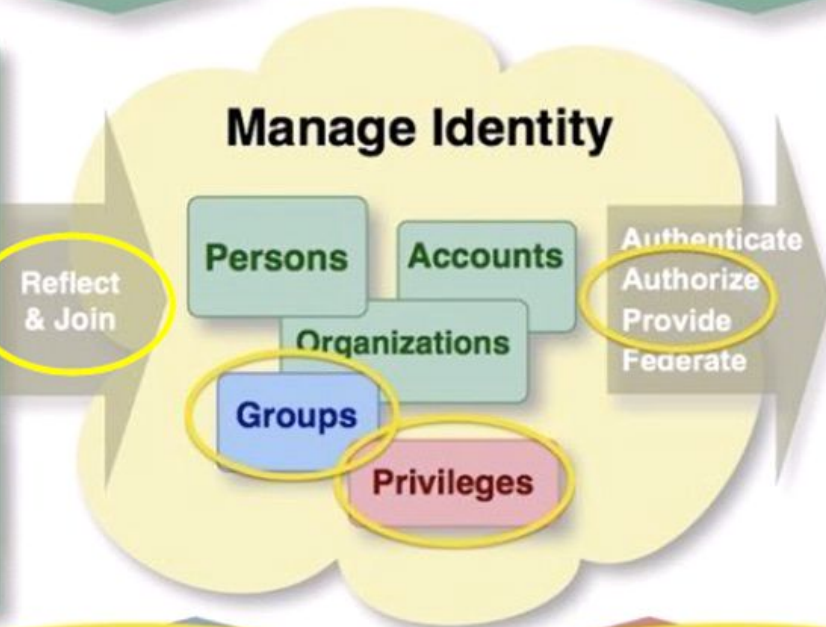 Manage Identity
Persons
Accounts
Reflect
& Join
Authenticate
Authorize
Provide
Federate
Organizations
Groups
Privileges